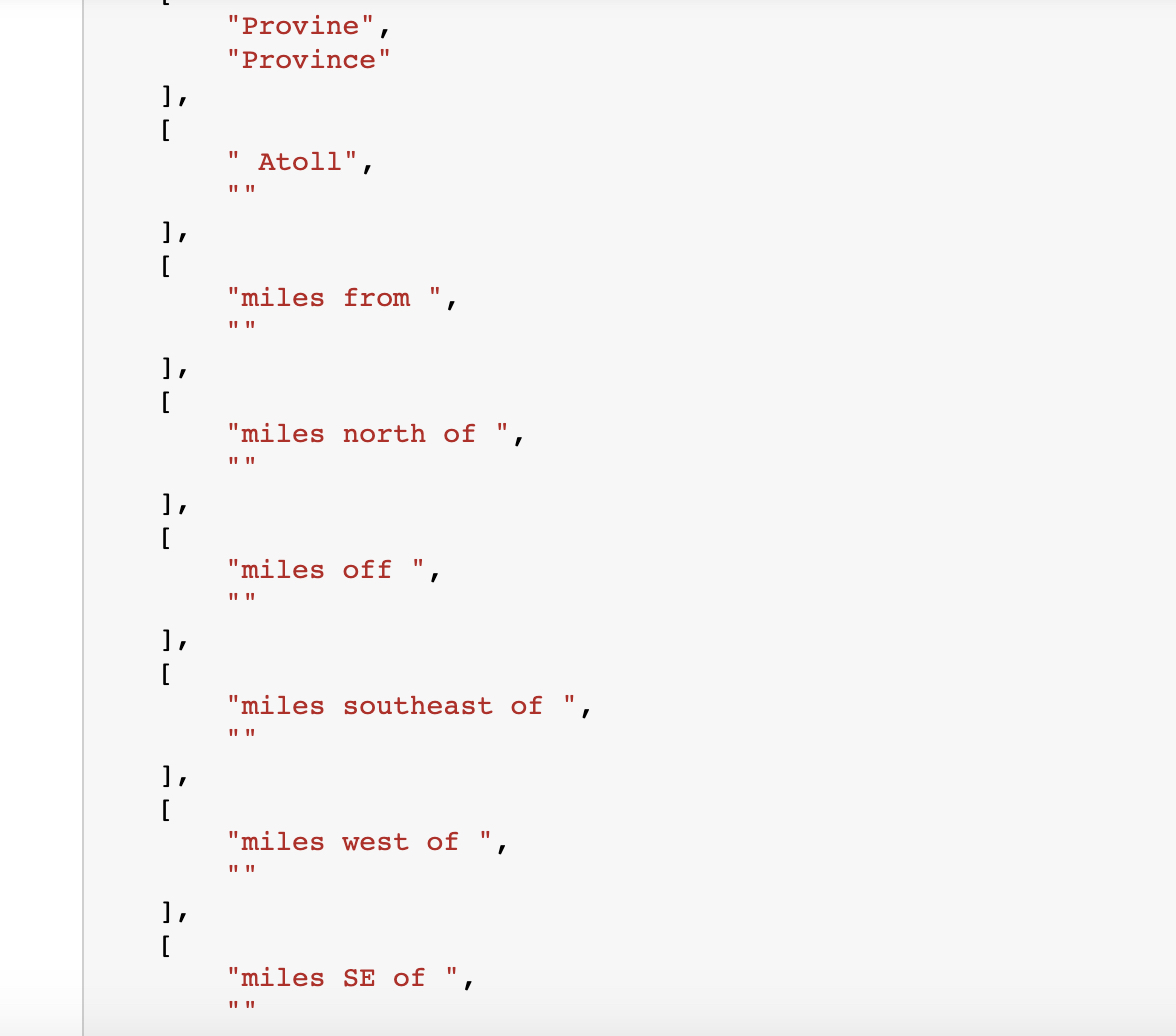 [
"Provine",
"Province"
],
[
" Atoll",
""
],
[
"miles from ",
""
],
[
"miles north of ",
""
],
[
"miles off ",
""
],
[
"miles southeast of ",
""
],
[
"miles west of ",
""
],
[
"miles SE of ",
""